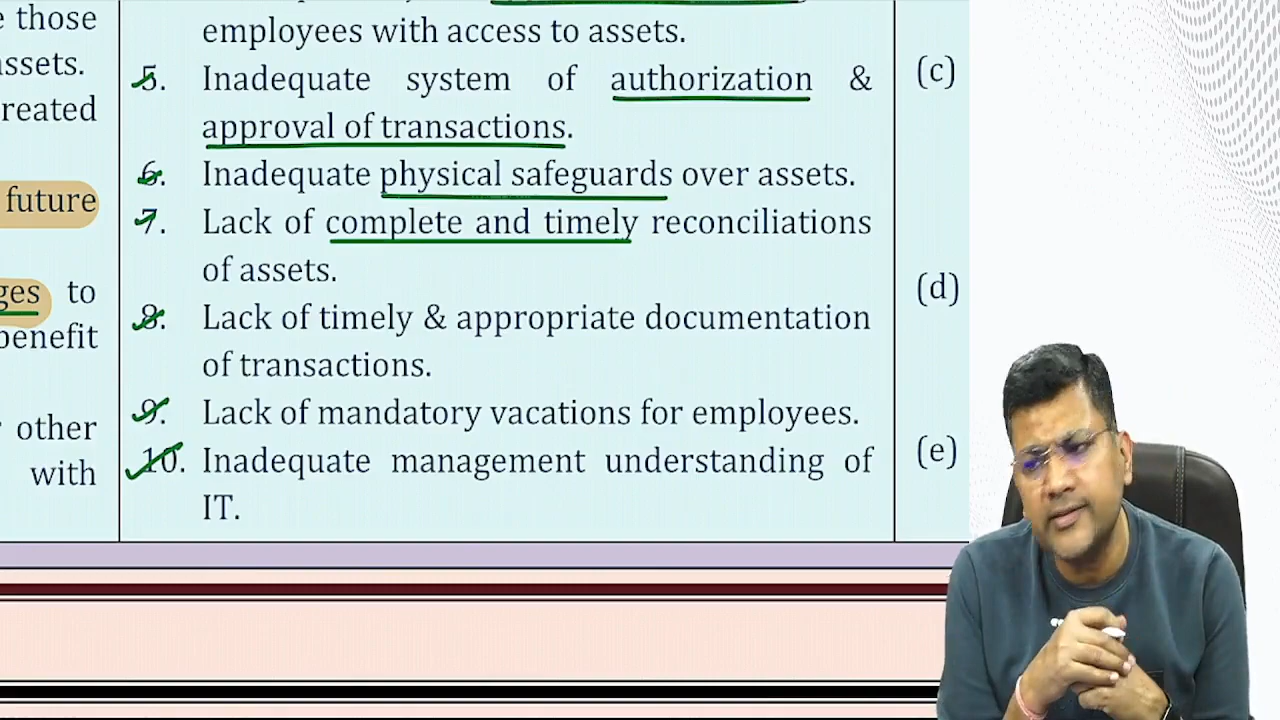 e those
assets.
reated
future
ges to
benefit
other
with
employees with access to assets.
5. Inadequate system of authorization &
approval of transactions.
6. Inadequate physical safeguards over assets.
7. Lack of complete and timely reconciliations
of assets.
8. Lack of timely & appropriate documentation
of transactions.
9. Lack of mandatory vacations for employees.
10. Inadequate management understanding of
IT.
(c)
(d)
(e)